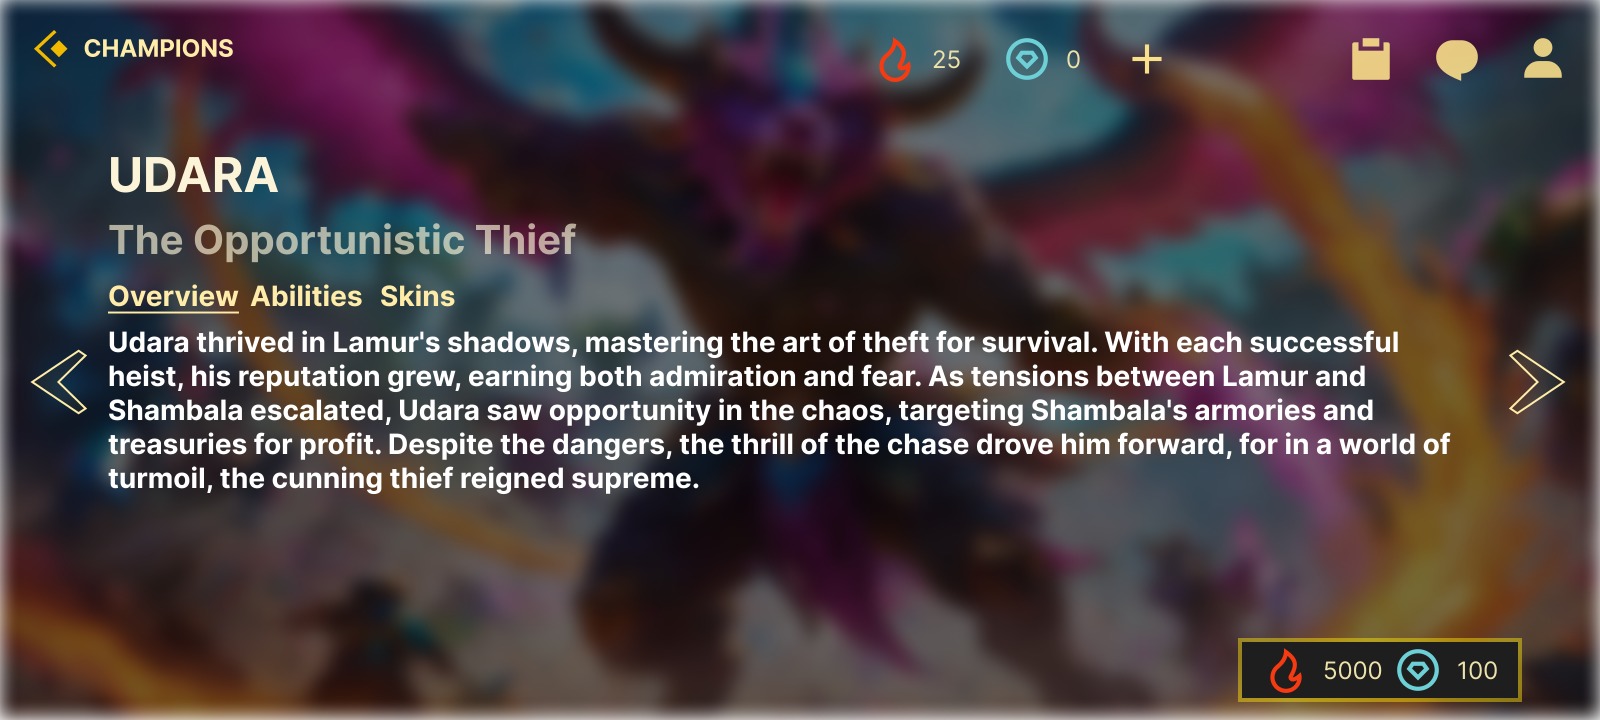 CHAMPIONS
25 0
UDARA
The Opportunistic Thief
Overview Abilities Skins
Udara thrived in Lamur's shadows, mastering the art of theft for survival. With each successful
heist, his reputation grew, earning both admiration and fear. As tensions between Lamur and
Shambala escalated, Udara saw opportunity in the chaos, targeting Shambala's armories and
treasuries for profit. Despite the dangers, the thrill of the chase drove him forward, for in a world of
turmoil, the cunning thief reigned supreme.
5000 100